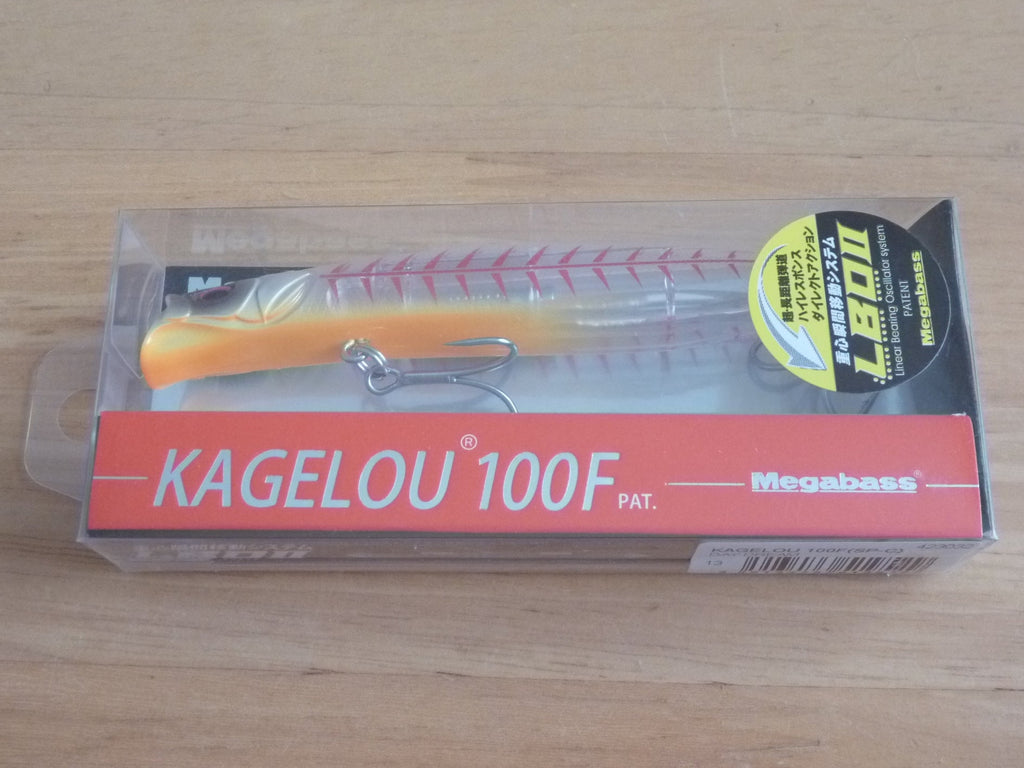 Megabass
M
超・長距離弾道
ハイレスポンス
ダイレクトアクション
重心瞬間移動システム
LBOII
Linear Bearing Oscillator system
PATENT
Megabass
KAGELOU® 100F PAT.
Megabass®
KAGELOU 100F(SP-C)
13